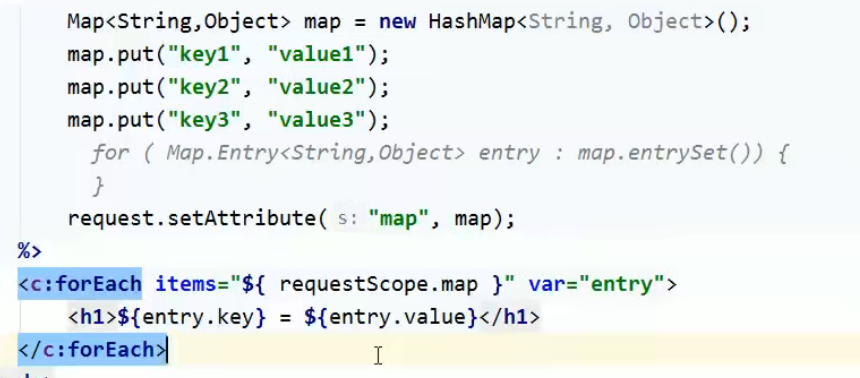 Map<String,Object> map = new HashMap<String, Object>();
map.put("key1", "value1");
map.put("key2", "value2");
map.put("key3", "value3");
for ( Map.Entry<String,Object> entry : map.entrySet()) {
}
request.setAttribute( s: "map", map);
%>
<c:forEach items="${ requestScope.map }" var="entry">
<h1>${entry.key} = ${entry.value}</h1>
</c:forEach>